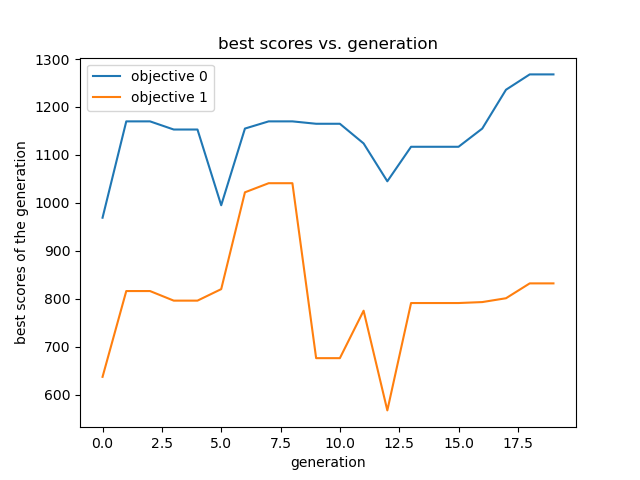 best scores vs. generation
objective 0
objective 1
1300
1200
1100
1000
900
800
700
600
best scores of the generation
0.0 2.5 5.0 7.5 10.0 12.5 15.0 17.5
generation